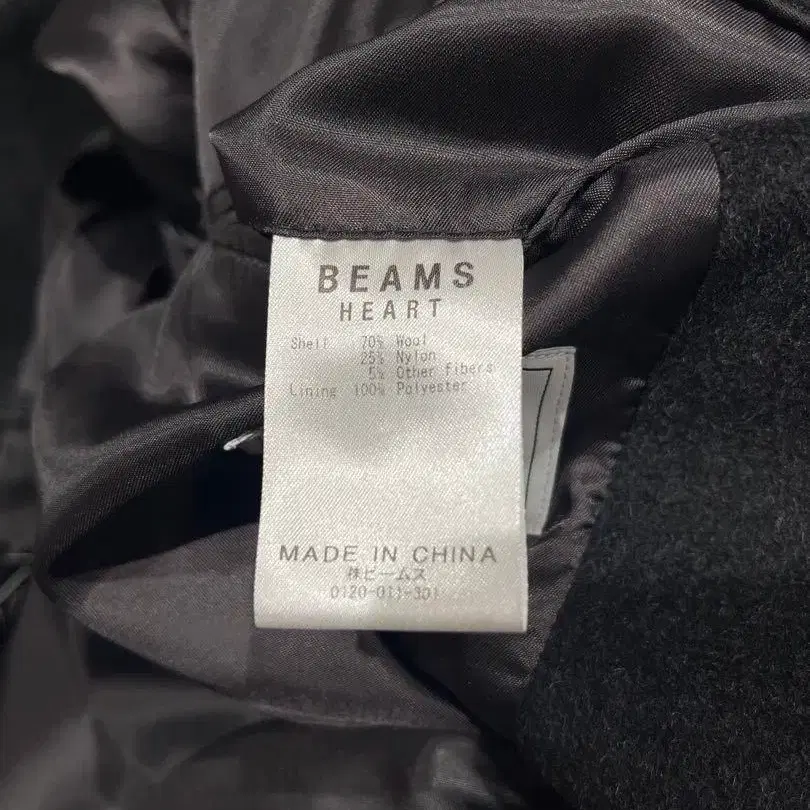 BEAMS
HEART
Shell 70% Wool
25% Nylon
5% Other Fibers
Lining 100% Polyester
MADE IN CHINA
㈱ビームス
0120-011-301